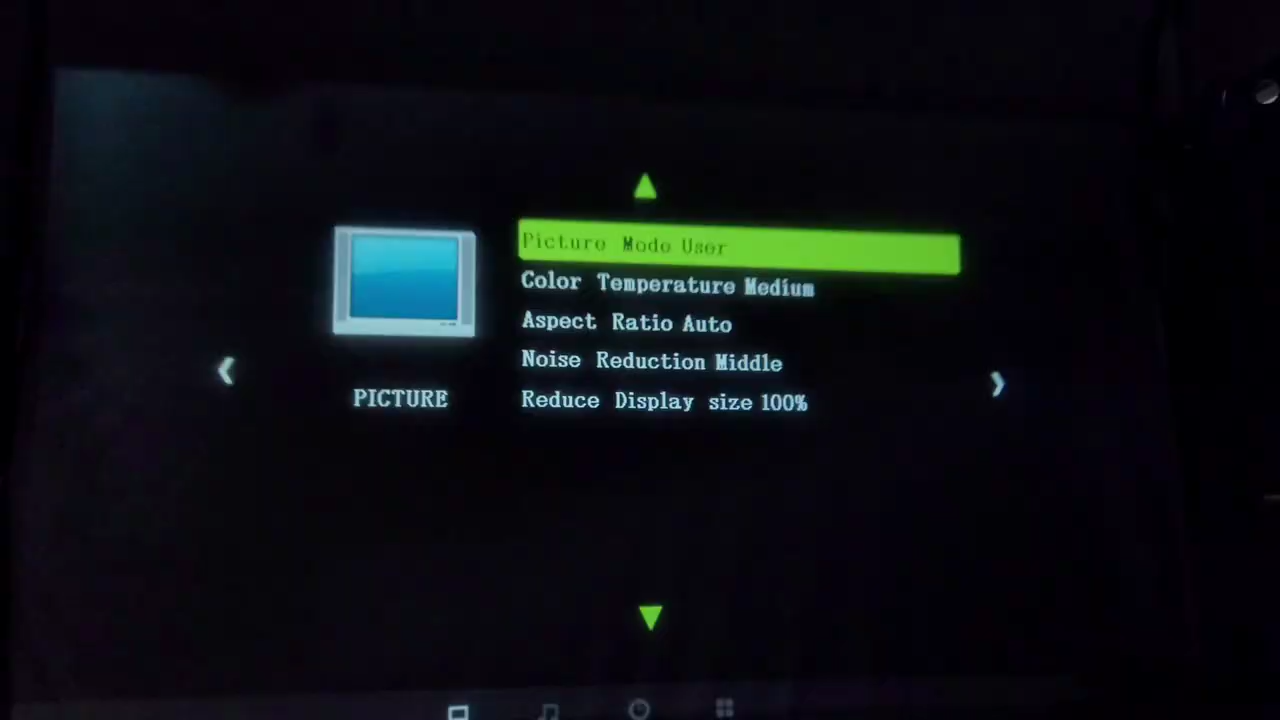 Picture Mode User
Color Temperature Medium
Aspect Ratio Auto
Noise Reduction Middle
PICTURE
Reduce Display size 100%